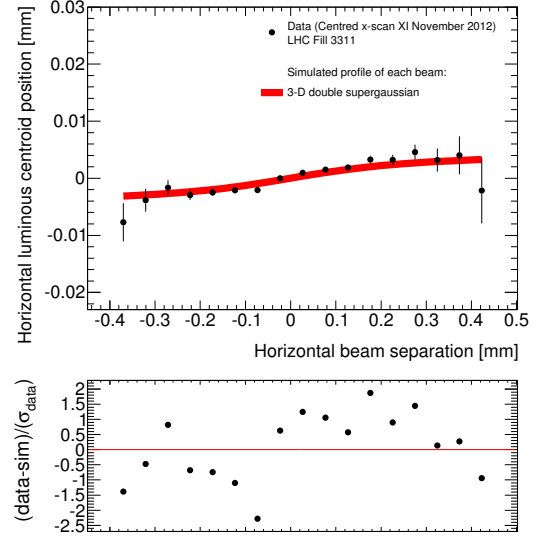 Horizontal luminous centroid position [mm]
0.03
0.02
0.01
0
-0.01
-0.02
Data (Centred x-scan XI November 2012)
LHC Fill 3311
Simulated profile of each beam:
3-D double supergaussian
-0.4 -0.3 -0.2 -0.1 0 0.1 0.2 0.3 0.4 0.5
Horizontal beam separation [mm]
(data-sim)/(σdata)
2
1.5
1
0.5
0
-0.5
-1
-1.5
-2
-2.5